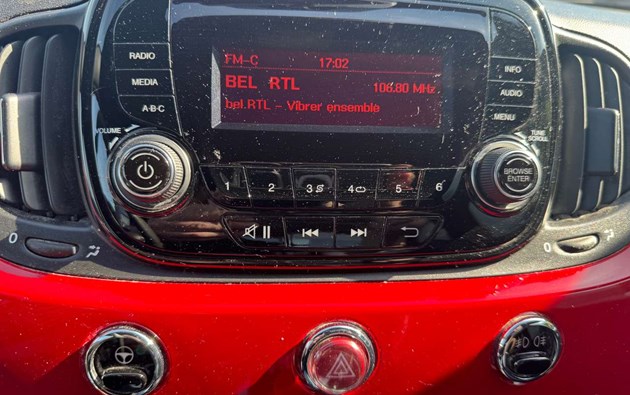 FM-C 17:02
BEL RTL 106.80 MHz
bel.RTL - Vibrer ensemble
RADIO
MEDIA
A-B-C
INFO
AUDIO
MENU
VOLUME
TUNE
SCROLL
BROWSE
ENTER
1 2 3 4 5 6
0
0